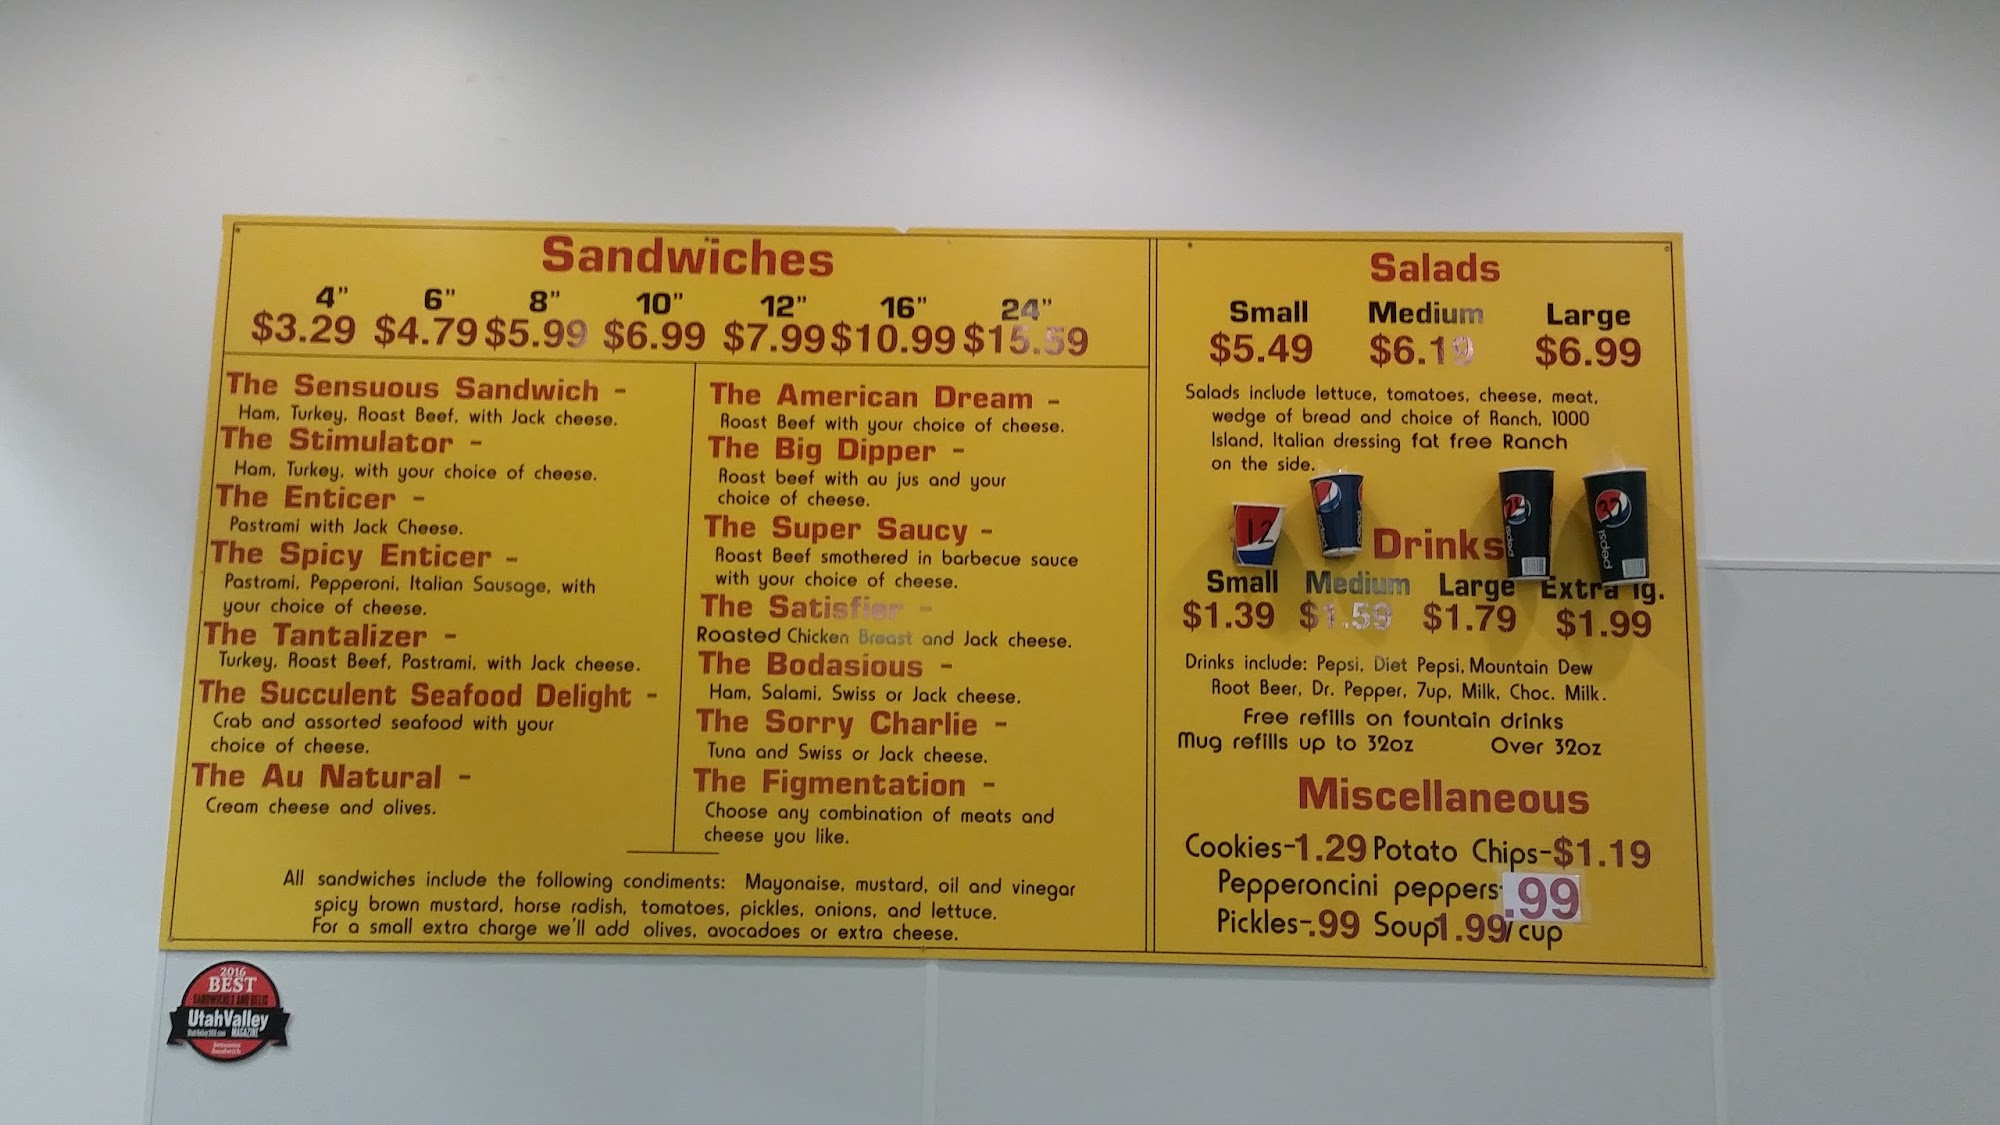 Sandwiches
4" 6" 8" 10" 12" 16" 24"
$3.29 $4.79 $5.99 $6.99 $7.99 $10.99 $15.59
The Sensuous Sandwich -
Ham, Turkey, Roast Beef, with Jack cheese.
The Stimulator -
Ham, Turkey, with your choice of cheese.
The Enticer -
Pastrami with Jack Cheese.
The Spicy Enticer -
Pastrami, Pepperoni, Italian Sausage, with
your choice of cheese.
The Tantalizer -
Turkey, Roast Beef, Pastrami, with Jack cheese.
The Succulent Seafood Delight -
Crab and assorted seafood with your
choice of cheese.
The Au Natural -
Cream cheese and olives.
The American Dream -
Roast Beef with your choice of cheese.
The Big Dipper -
Roast beef with au jus and your
choice of cheese.
The Super Saucy -
Roast Beef smothered in barbecue sauce
with your choice of cheese.
The Satisfier -
Roasted Chicken Breast and Jack cheese.
The Bodasious -
Ham, Salami, Swiss or Jack cheese.
The Sorry Charlie -
Tuna and Swiss or Jack cheese.
The Figmentation -
Choose any combination of meats and
cheese you like.
All sandwiches include the following condiments: Mayonaise, mustard, oil and vinegar
spicy brown mustard, horse radish, tomatoes, pickles, onions, and lettuce.
For a small extra charge we'll add olives, avocadoes or extra cheese.
Salads
Small Medium Large
$5.49 $6.19 $6.99
Salads include lettuce, tomatoes, cheese, meat,
wedge of bread and choice of Ranch, 1000
Island, Italian dressing fat free Ranch
on the side.
12
pepsi
pepsi
32
pepsi
Drinks
Small Medium Large Extra lg.
$1.39 $1.59 $1.79 $1.99
Drinks include: Pepsi, Diet Pepsi, Mountain Dew
Root Beer, Dr. Pepper, 7up, Milk, Choc. Milk.
Free refills on fountain drinks
Mug refills up to 32oz Over 32oz
Miscellaneous
Cookies-1.29 Potato Chips-$1.19
Pepperoncini peppers .99
Pickles-.99 Soup 1.99/cup
2016
BEST
SANDWICHES AND DELIS
UtahValley
MAGAZINE
Sensuous
Sandwich